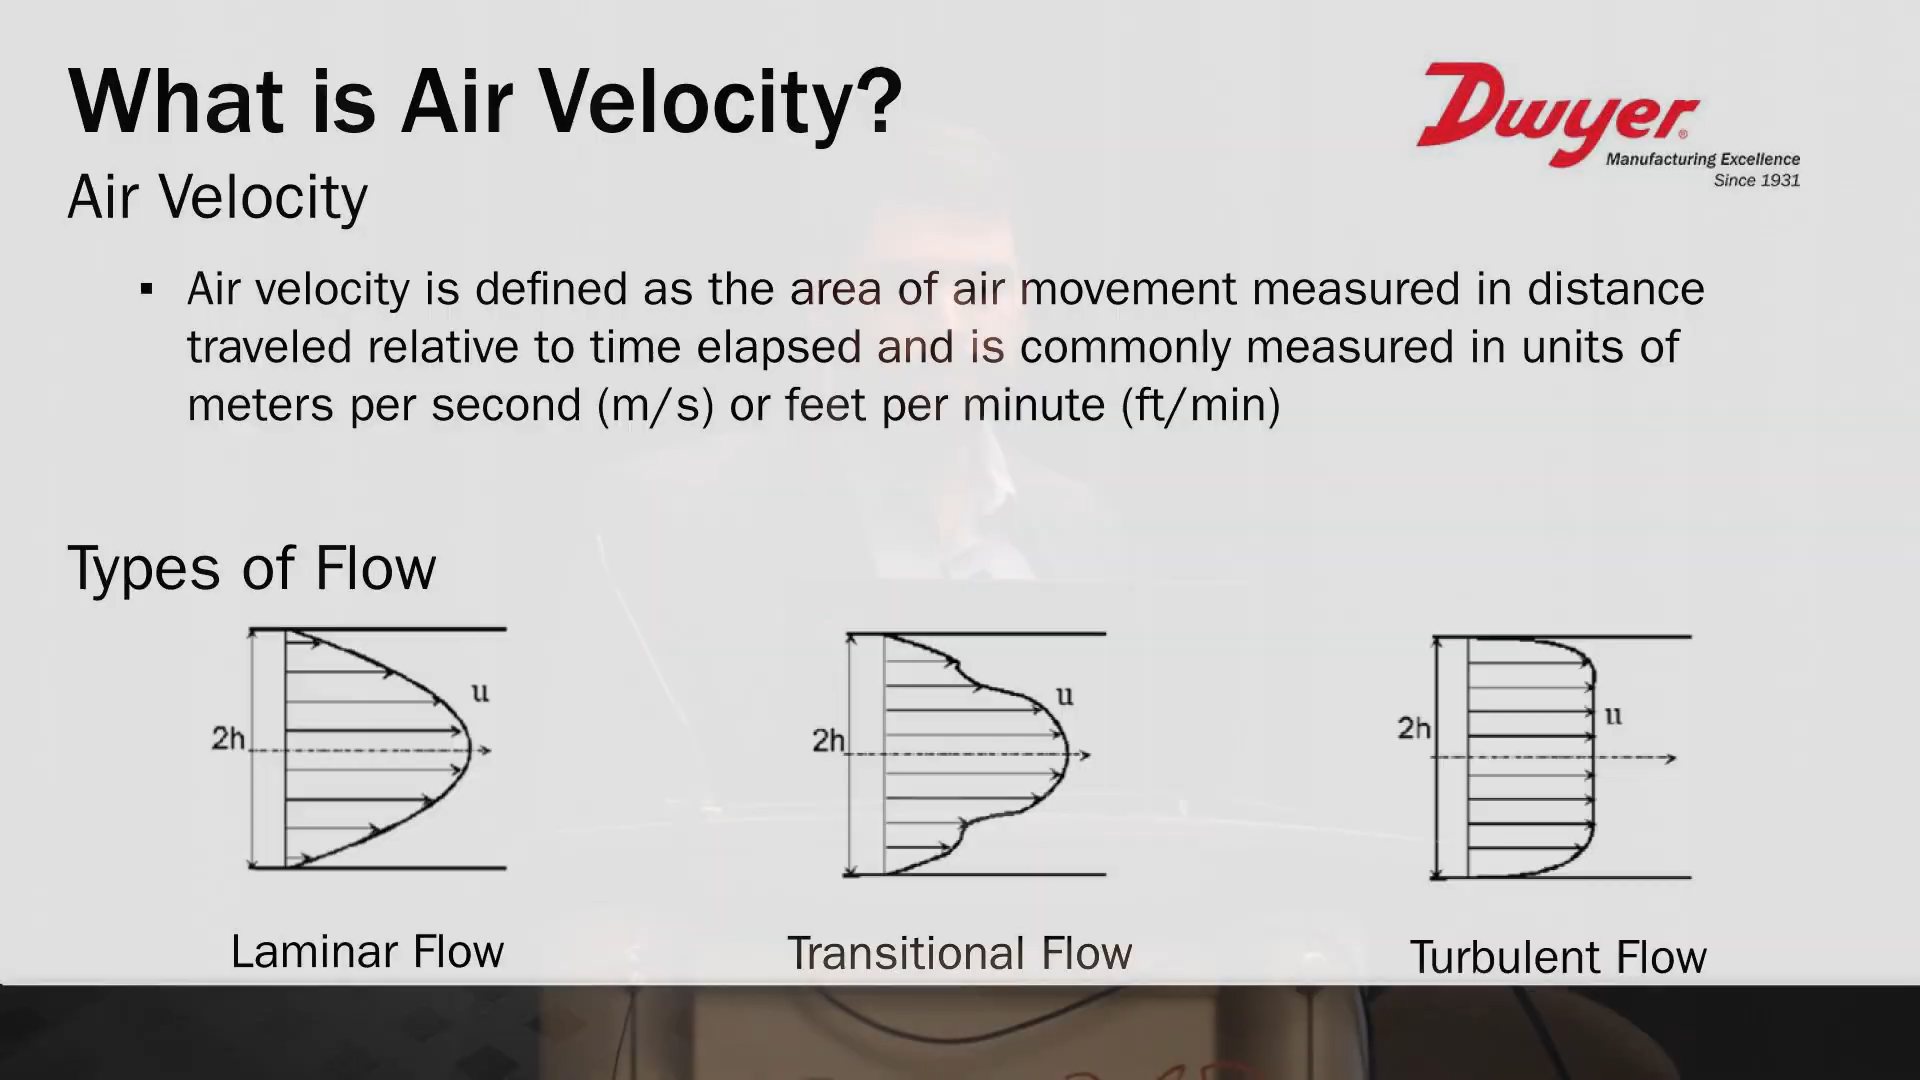 What is Air Velocity?
Dwyer®
Manufacturing Excellence
Since 1931
Air Velocity
▪ Air velocity is defined as the area of air movement measured in distance
traveled relative to time elapsed and is commonly measured in units of
meters per second (m/s) or feet per minute (ft/min)
Types of Flow
2h
u
2h
u
2h
u
Laminar Flow
Transitional Flow
Turbulent Flow